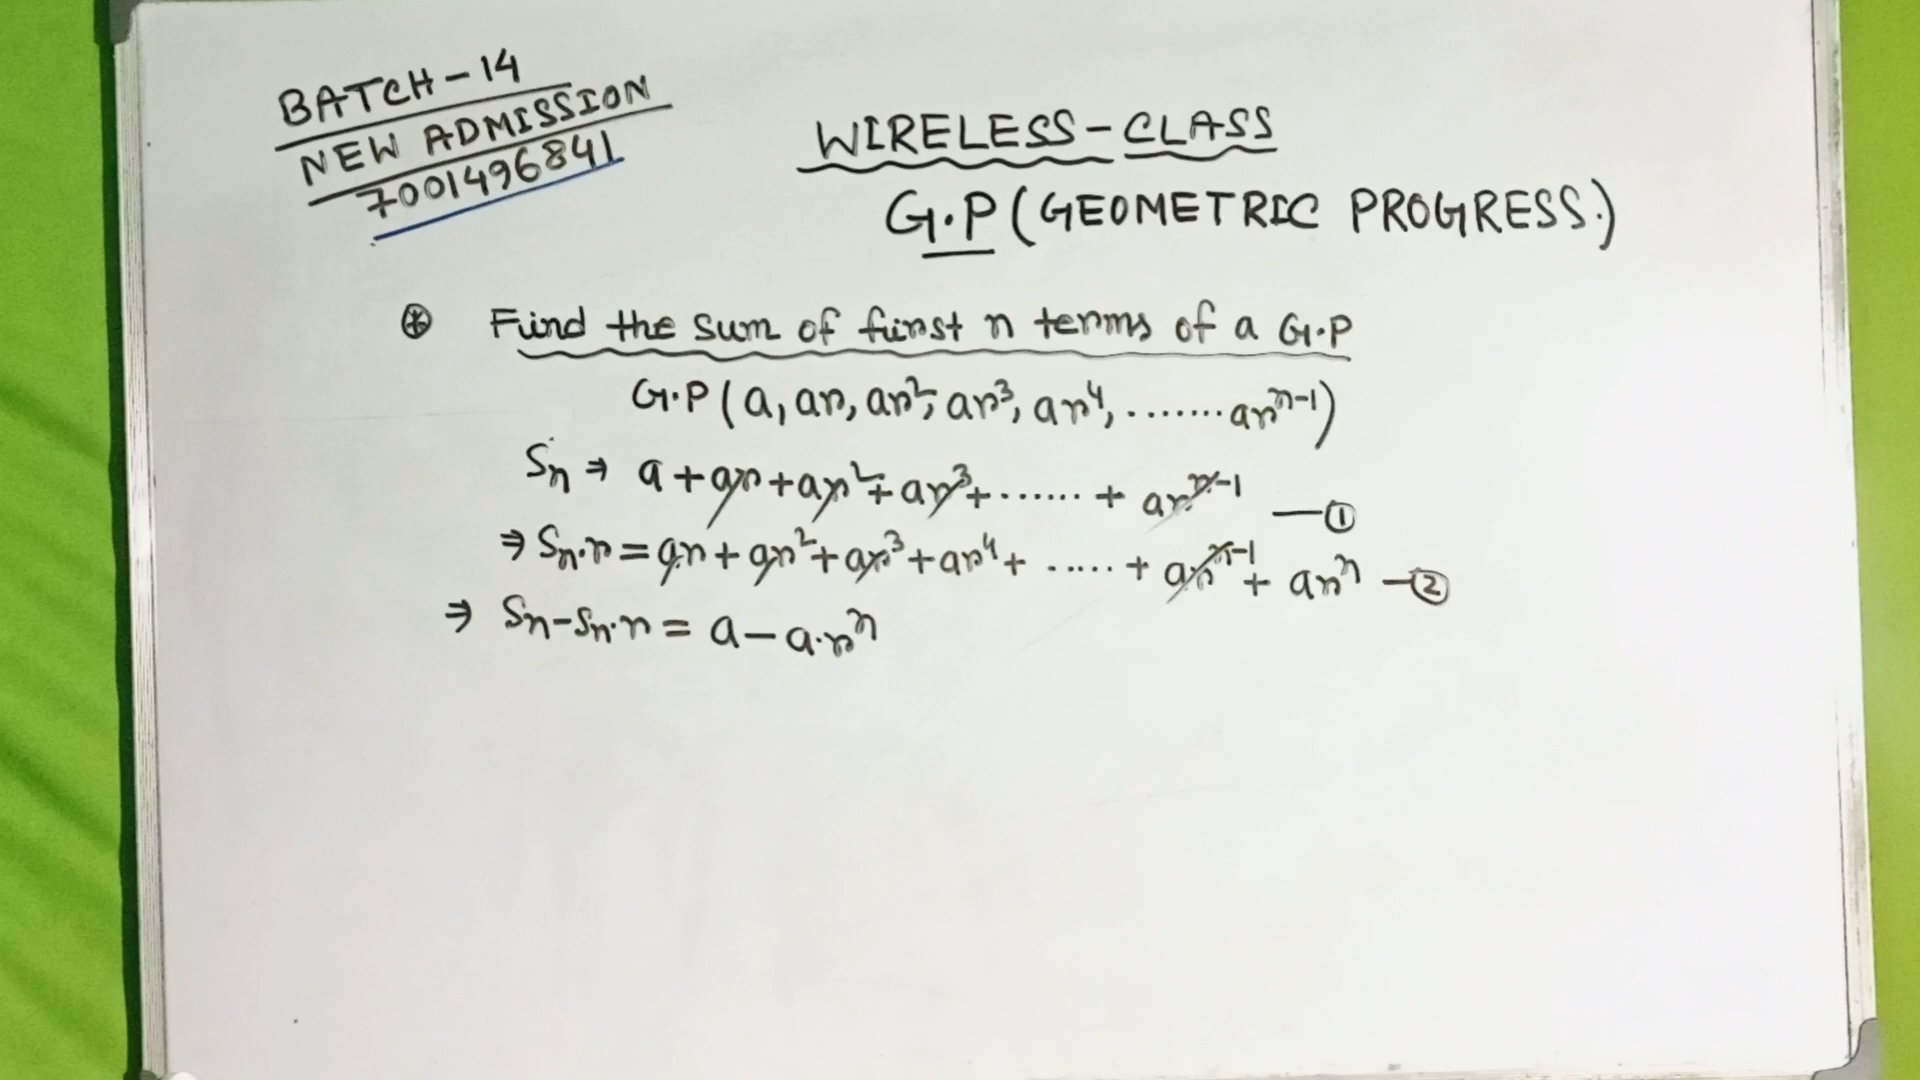 BATCH-14
NEW ADMISSION
7001496841
WIRELESS-CLASS
G.P (GEOMETRIC PROGRESS.)
⊛ Find the sum of first n terms of a G.P
G.P (a, ar, ar², ar³, ar⁴, ........ arⁿ⁻¹)
Sₙ ⇒ a + ar + ar² + ar³ + ...... + arⁿ⁻¹ —①
⇒ Sₙ.r = ar + ar² + ar³ + ar⁴ + ..... + arⁿ⁻¹ + arⁿ —②
⇒ Sₙ - Sₙ.r = a - a.rⁿ